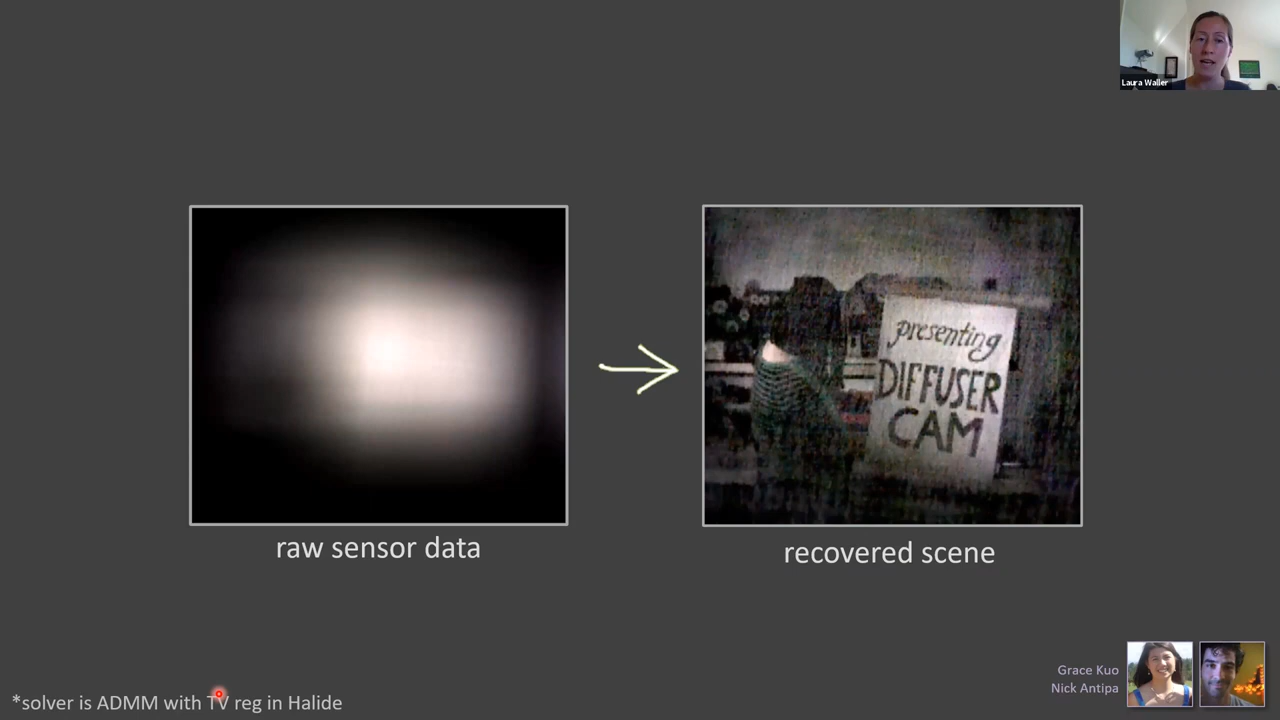 Laura Waller
presenting
DIFFUSER
CAM
raw sensor data
recovered scene
Grace Kuo
Nick Antipa
*solver is ADMM with TV reg in Halide